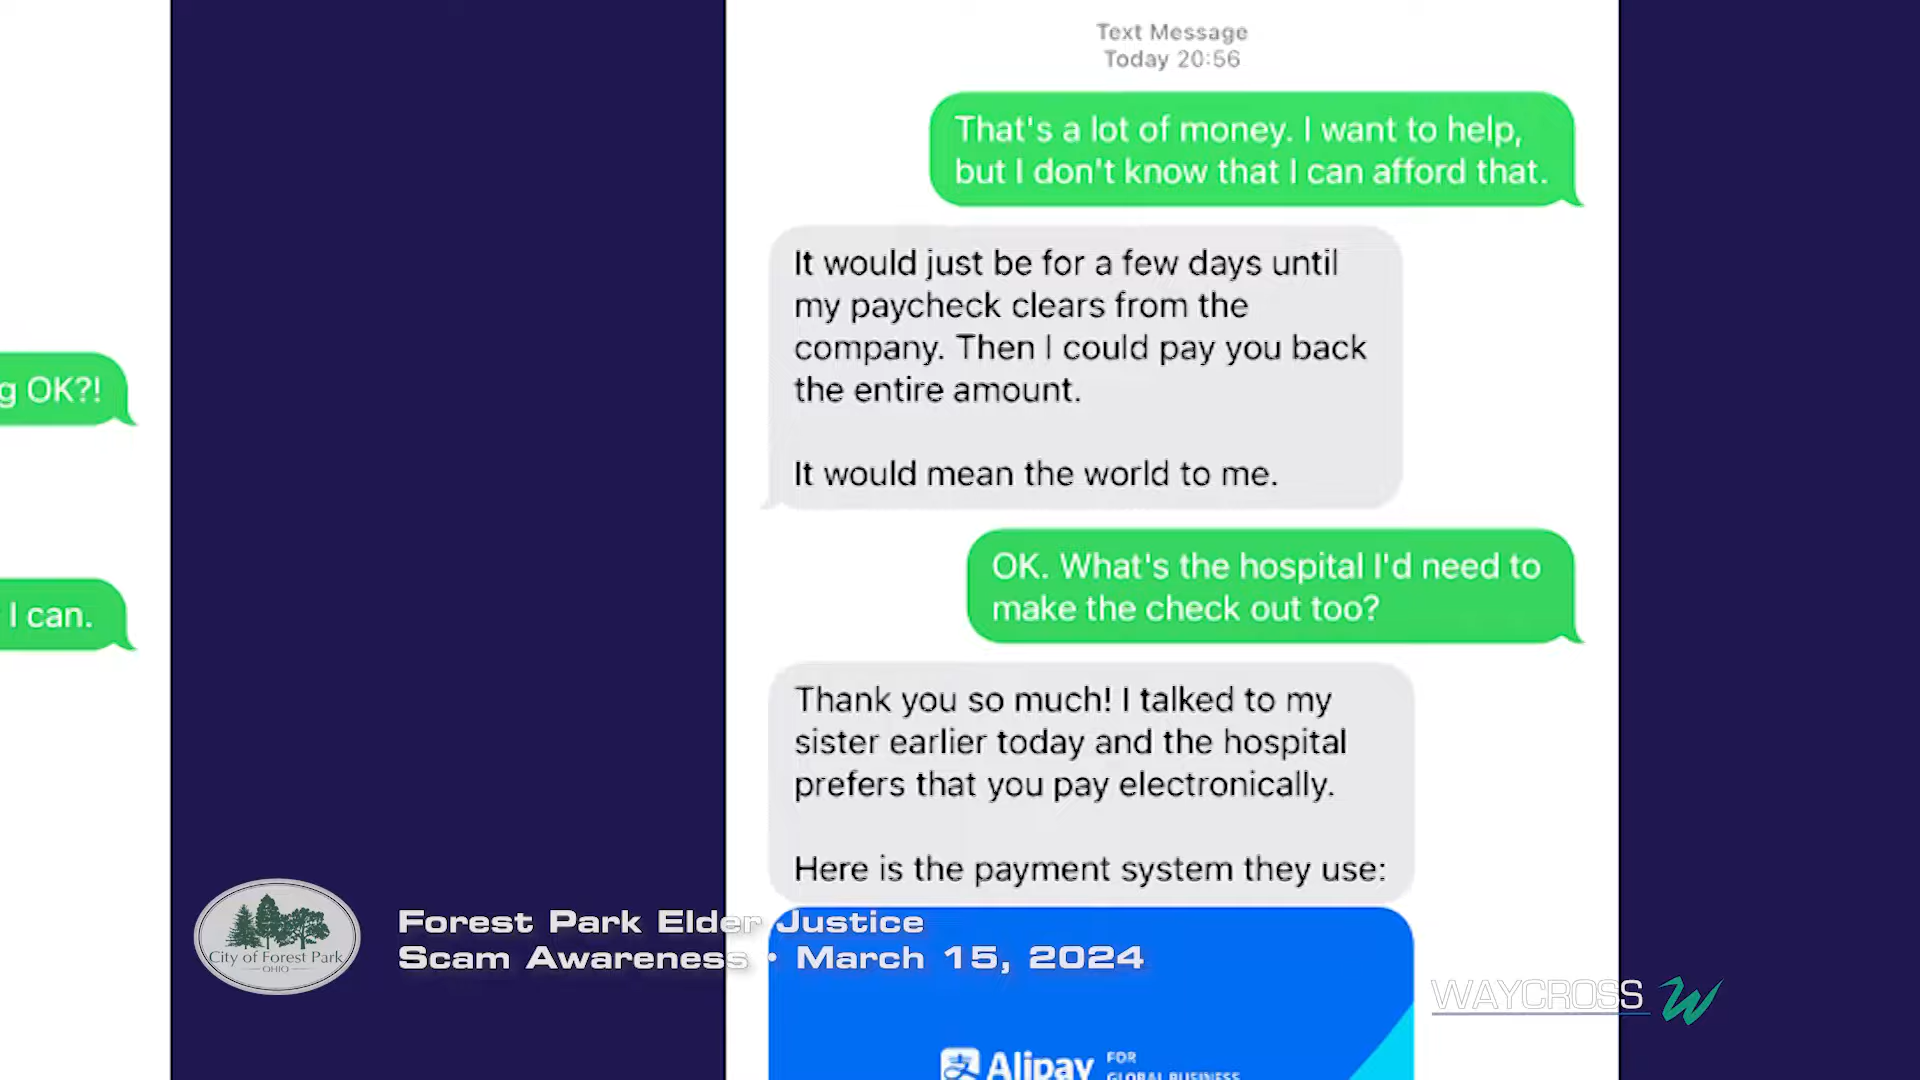 Text Message
Today 20:56
That's a lot of money. I want to help,
but I don't know that I can afford that.
It would just be for a few days until
my paycheck clears from the
company. Then I could pay you back
the entire amount.
It would mean the world to me.
g OK?!
OK. What's the hospital I'd need to
make the check out too?
I can.
Thank you so much! I talked to my
sister earlier today and the hospital
prefers that you pay electronically.
Here is the payment system they use:
Alipay FOR
GLOBAL BUSINESS
City of Forest Park
OHIO
Forest Park Elder Justice
Scam Awareness • March 15, 2024
WAYCROSS W